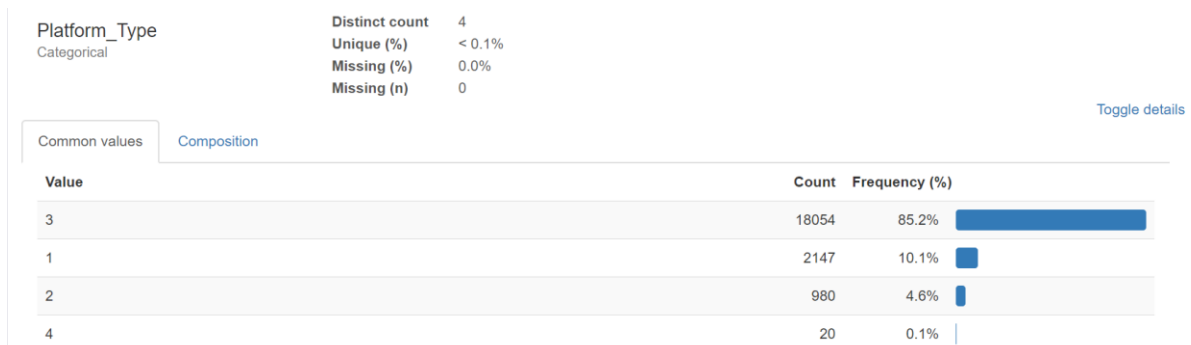 Platform_Type
Categorical
Distinct count 4
Unique (%) < 0.1%
Missing (%) 0.0%
Missing (n) 0
Toggle details
Common values Composition
Value Count Frequency (%)
3 18054 85.2%
1 2147 10.1%
2 980 4.6%
4 20 0.1%